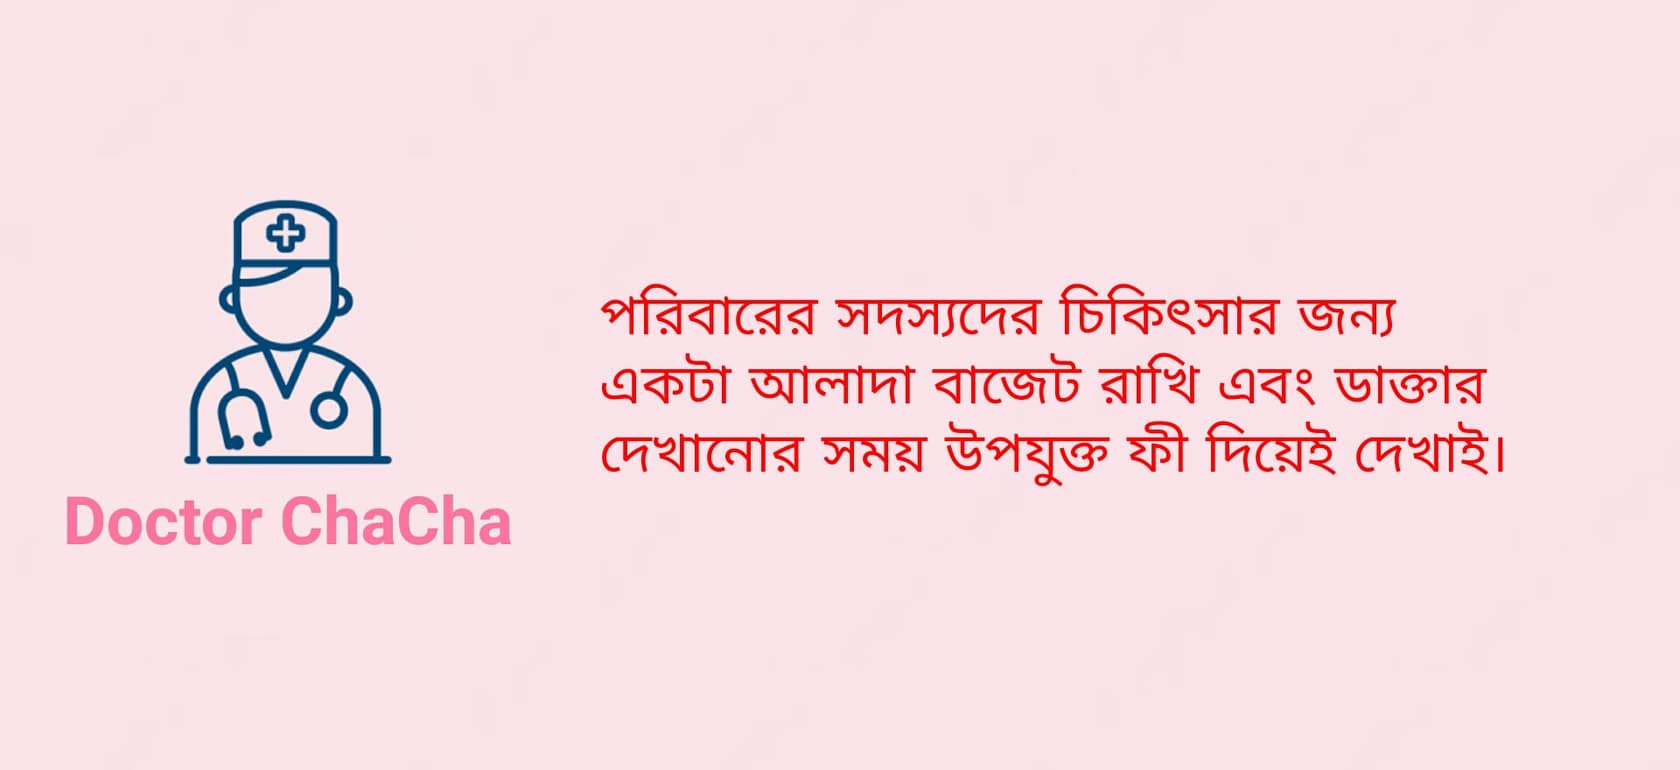 পরিবারের সদস্যদের চিকিৎসার জন্য
একটা আলাদা বাজেট রাখি এবং ডাক্তার
দেখানোর সময় উপযুক্ত ফী দিয়েই দেখাই।
Doctor ChaCha